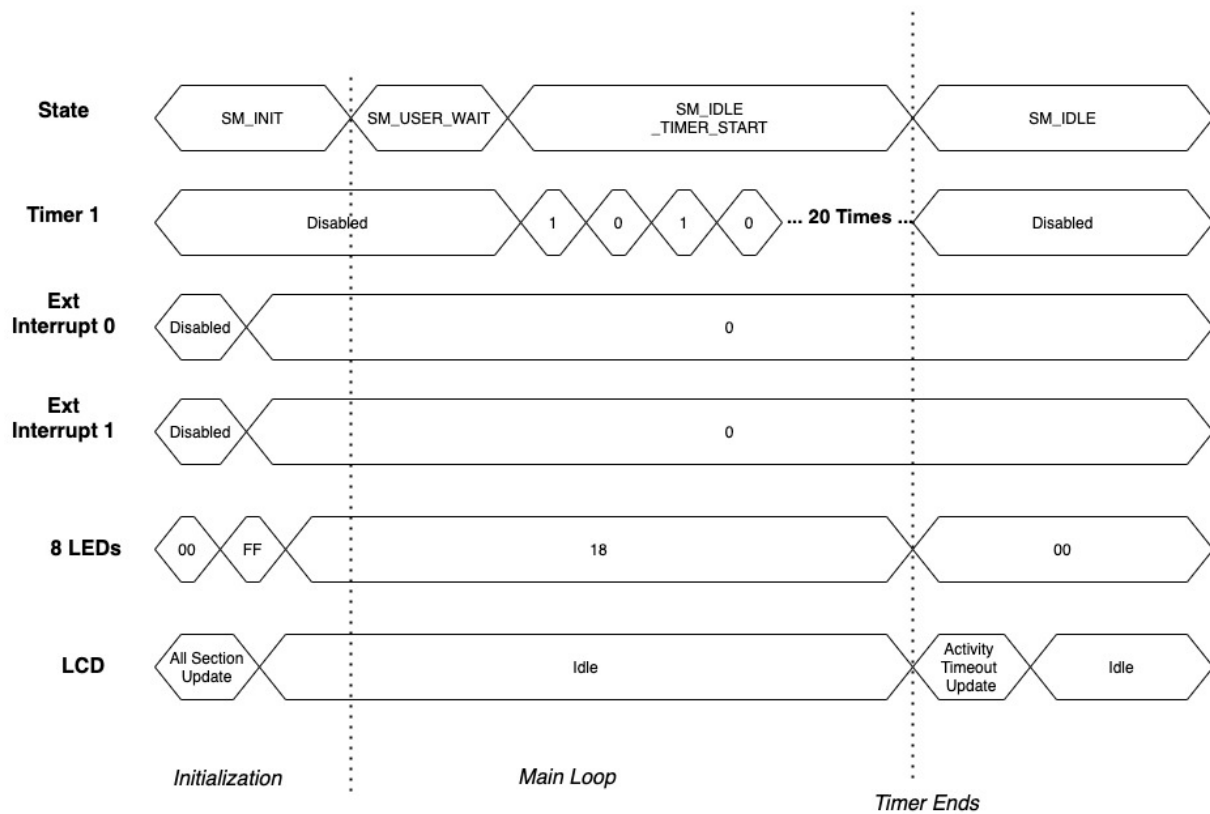 State
SM_INIT
SM_USER_WAIT
SM_IDLE
_TIMER_START
SM_IDLE
Timer 1
Disabled
1
0
1
0
... 20 Times ...
Disabled
Ext
Interrupt 0
Disabled
0
Ext
Interrupt 1
Disabled
0
8 LEDs
00
FF
18
00
LCD
All Section
Update
Idle
Activity
Timeout
Update
Idle
Initialization
Main Loop
Timer Ends